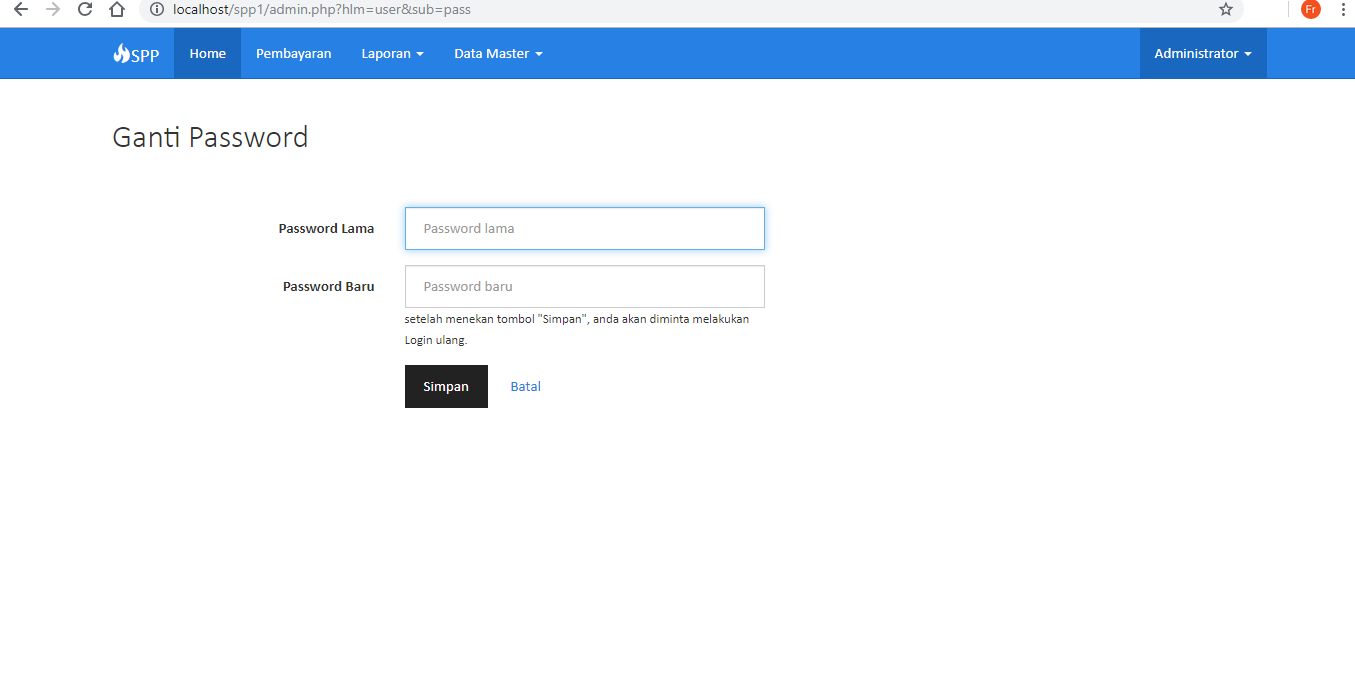 localhost/spp1/admin.php?hlm=user&sub=pass
Fr
SPP Home Pembayaran Laporan Data Master Administrator
Ganti Password
Password Lama Password lama
Password Baru Password baru
setelah menekan tombol "Simpan", anda akan diminta melakukan
Login ulang.
Simpan Batal